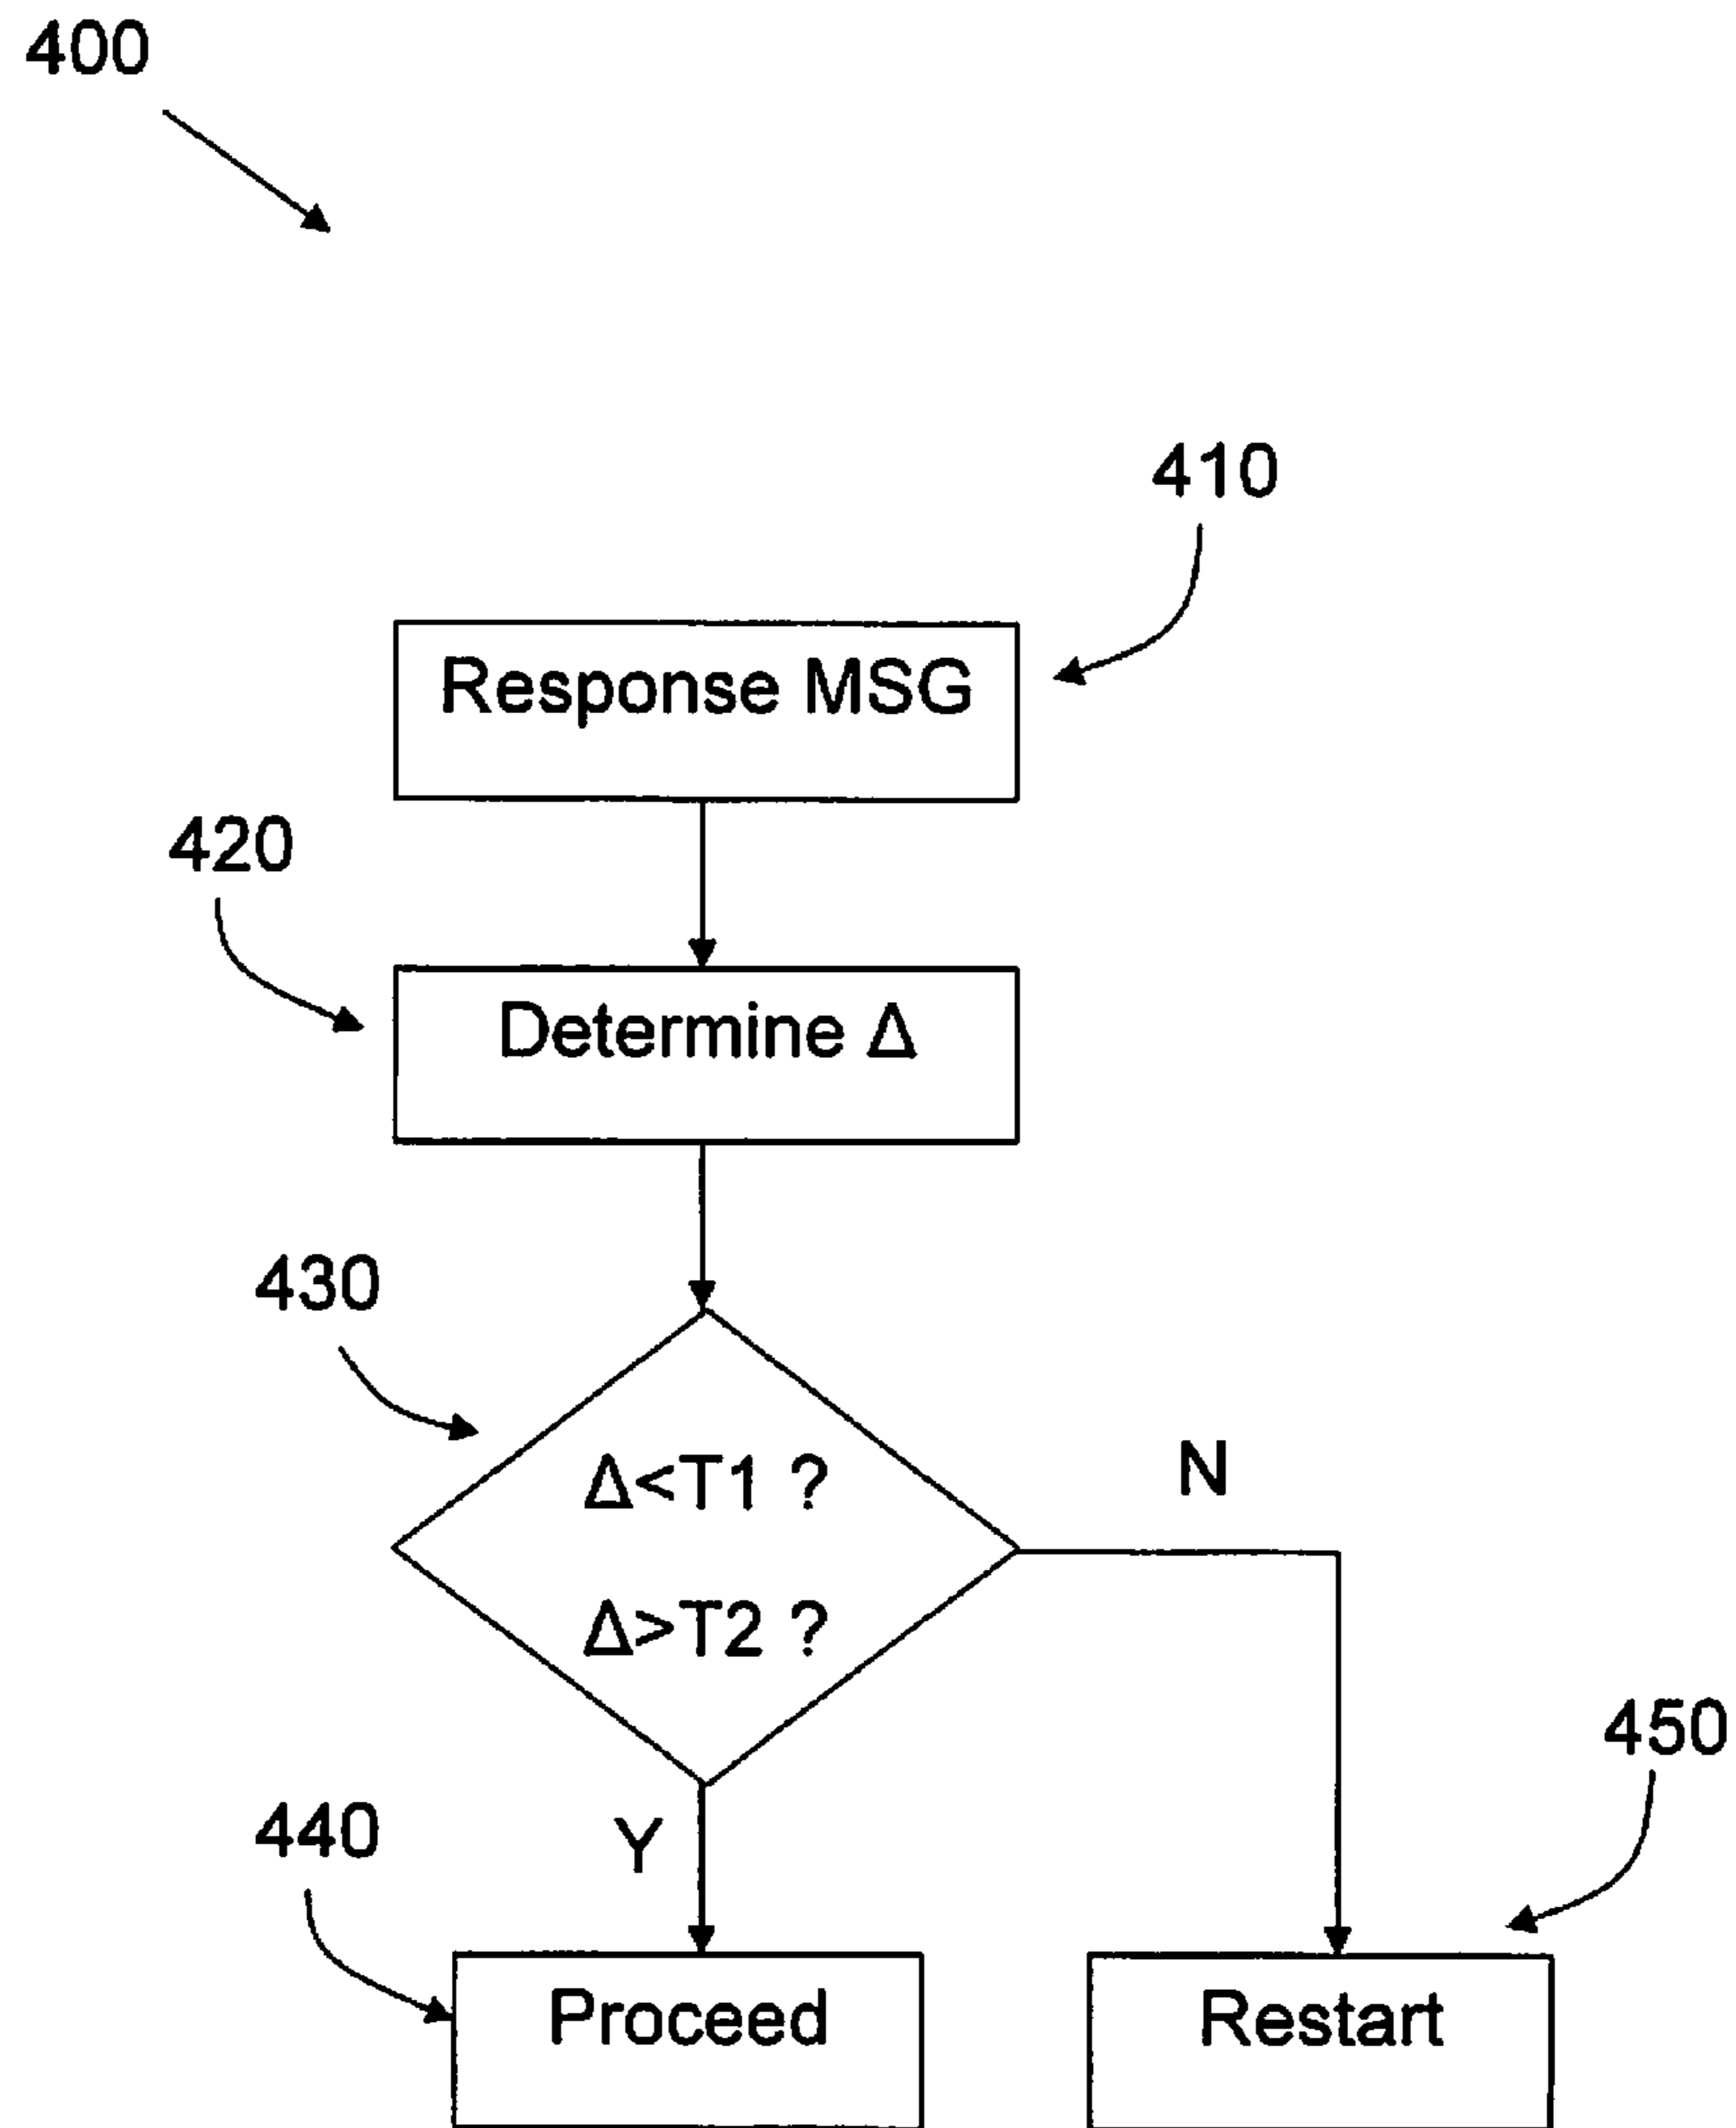 400
410
Response MSG
420
Determine Δ
430
Δ<T1 ?
N
Δ>T2 ?
450
440
Y
Proceed
Restart